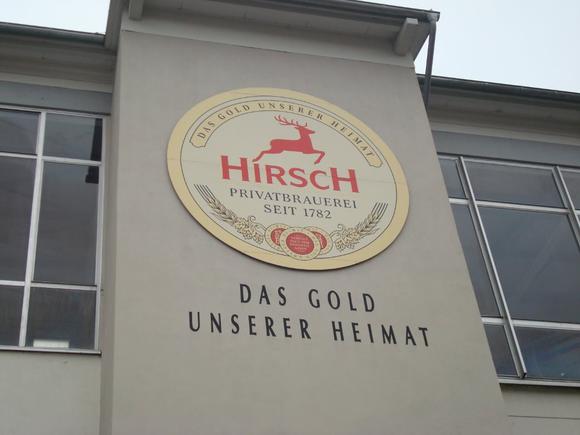 DAS GOLD UNSERER HEIMAT
HIRSCH
PRIVATBRAUEREI
SEIT 1782
DAS GOLD
UNSERER HEIMAT